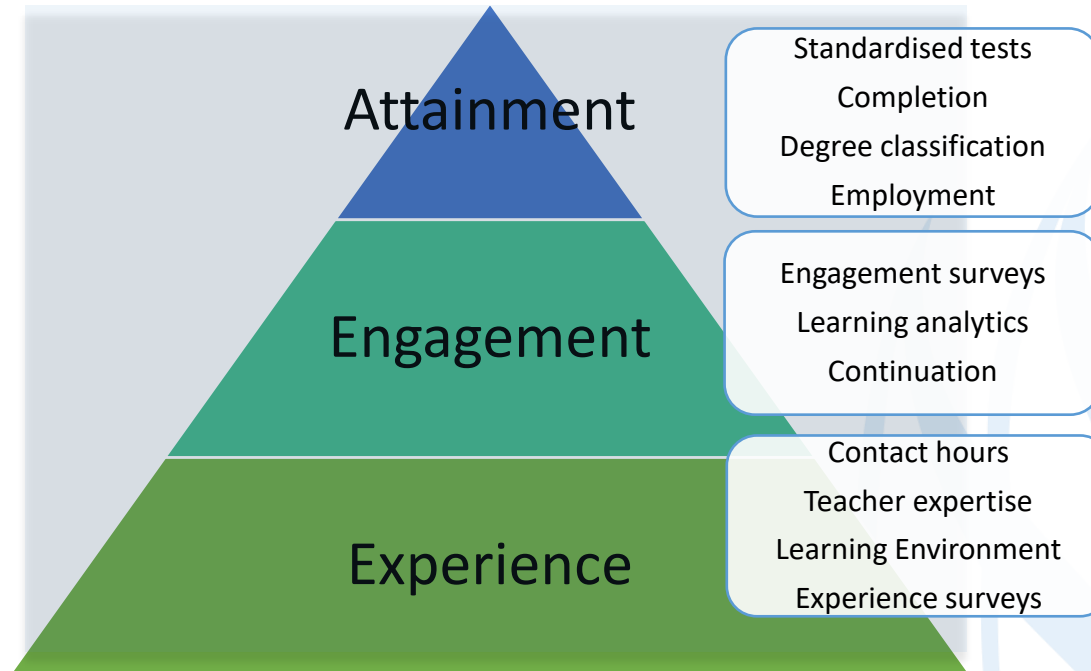 Attainment
Standardised tests
Completion
Degree classification
Employment
Engagement
Engagement surveys
Learning analytics
Continuation
Experience
Contact hours
Teacher expertise
Learning Environment
Experience surveys